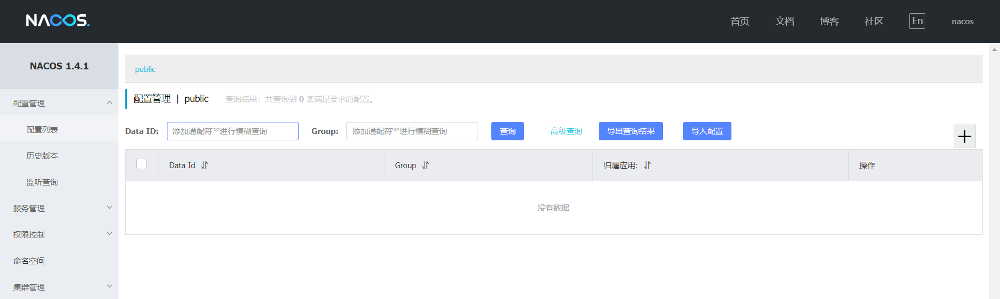 NACOS.
首页 文档 博客 社区 En nacos
NACOS 1.4.1
配置管理
配置列表
历史版本
监听查询
服务管理
权限控制
命名空间
集群管理
public
配置管理 | public 查询结果：共查询到 0 条满足要求的配置。
Data ID: 添加通配符'*'进行模糊查询 Group: 添加通配符'*'进行模糊查询 查询 高级查询 导出查询结果 导入配置
Data Id Group 归属应用: 操作
没有数据